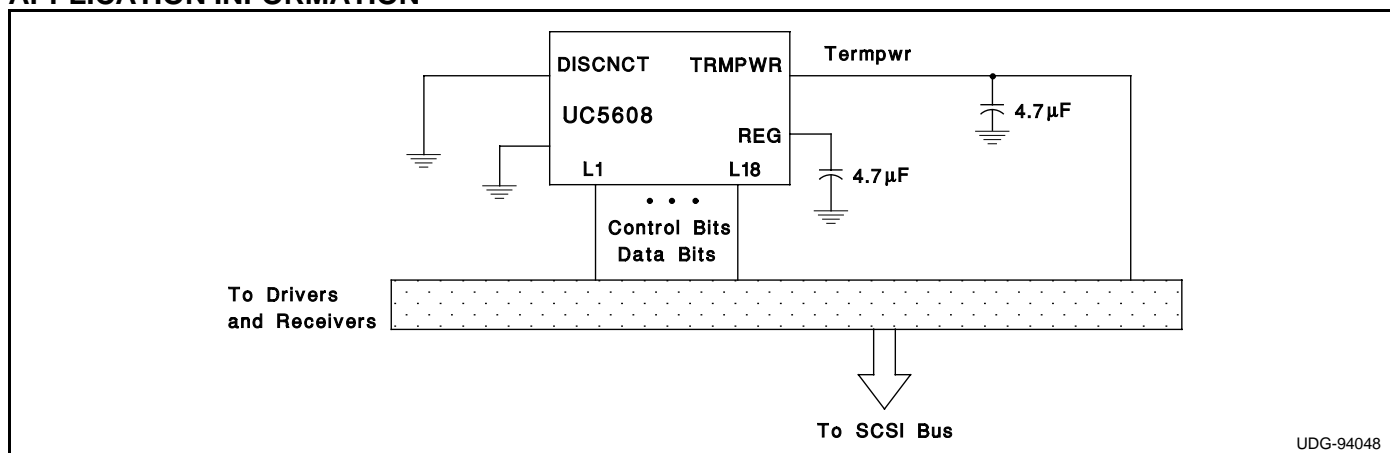 APPLICATION INFORMATION
DISCNCT
TRMPWR
Termpwr
UC5608
4.7μF
REG
L1
L18
4.7μF
• • •
Control Bits
Data Bits
To Drivers
and Receivers
To SCSI Bus
UDG-94048